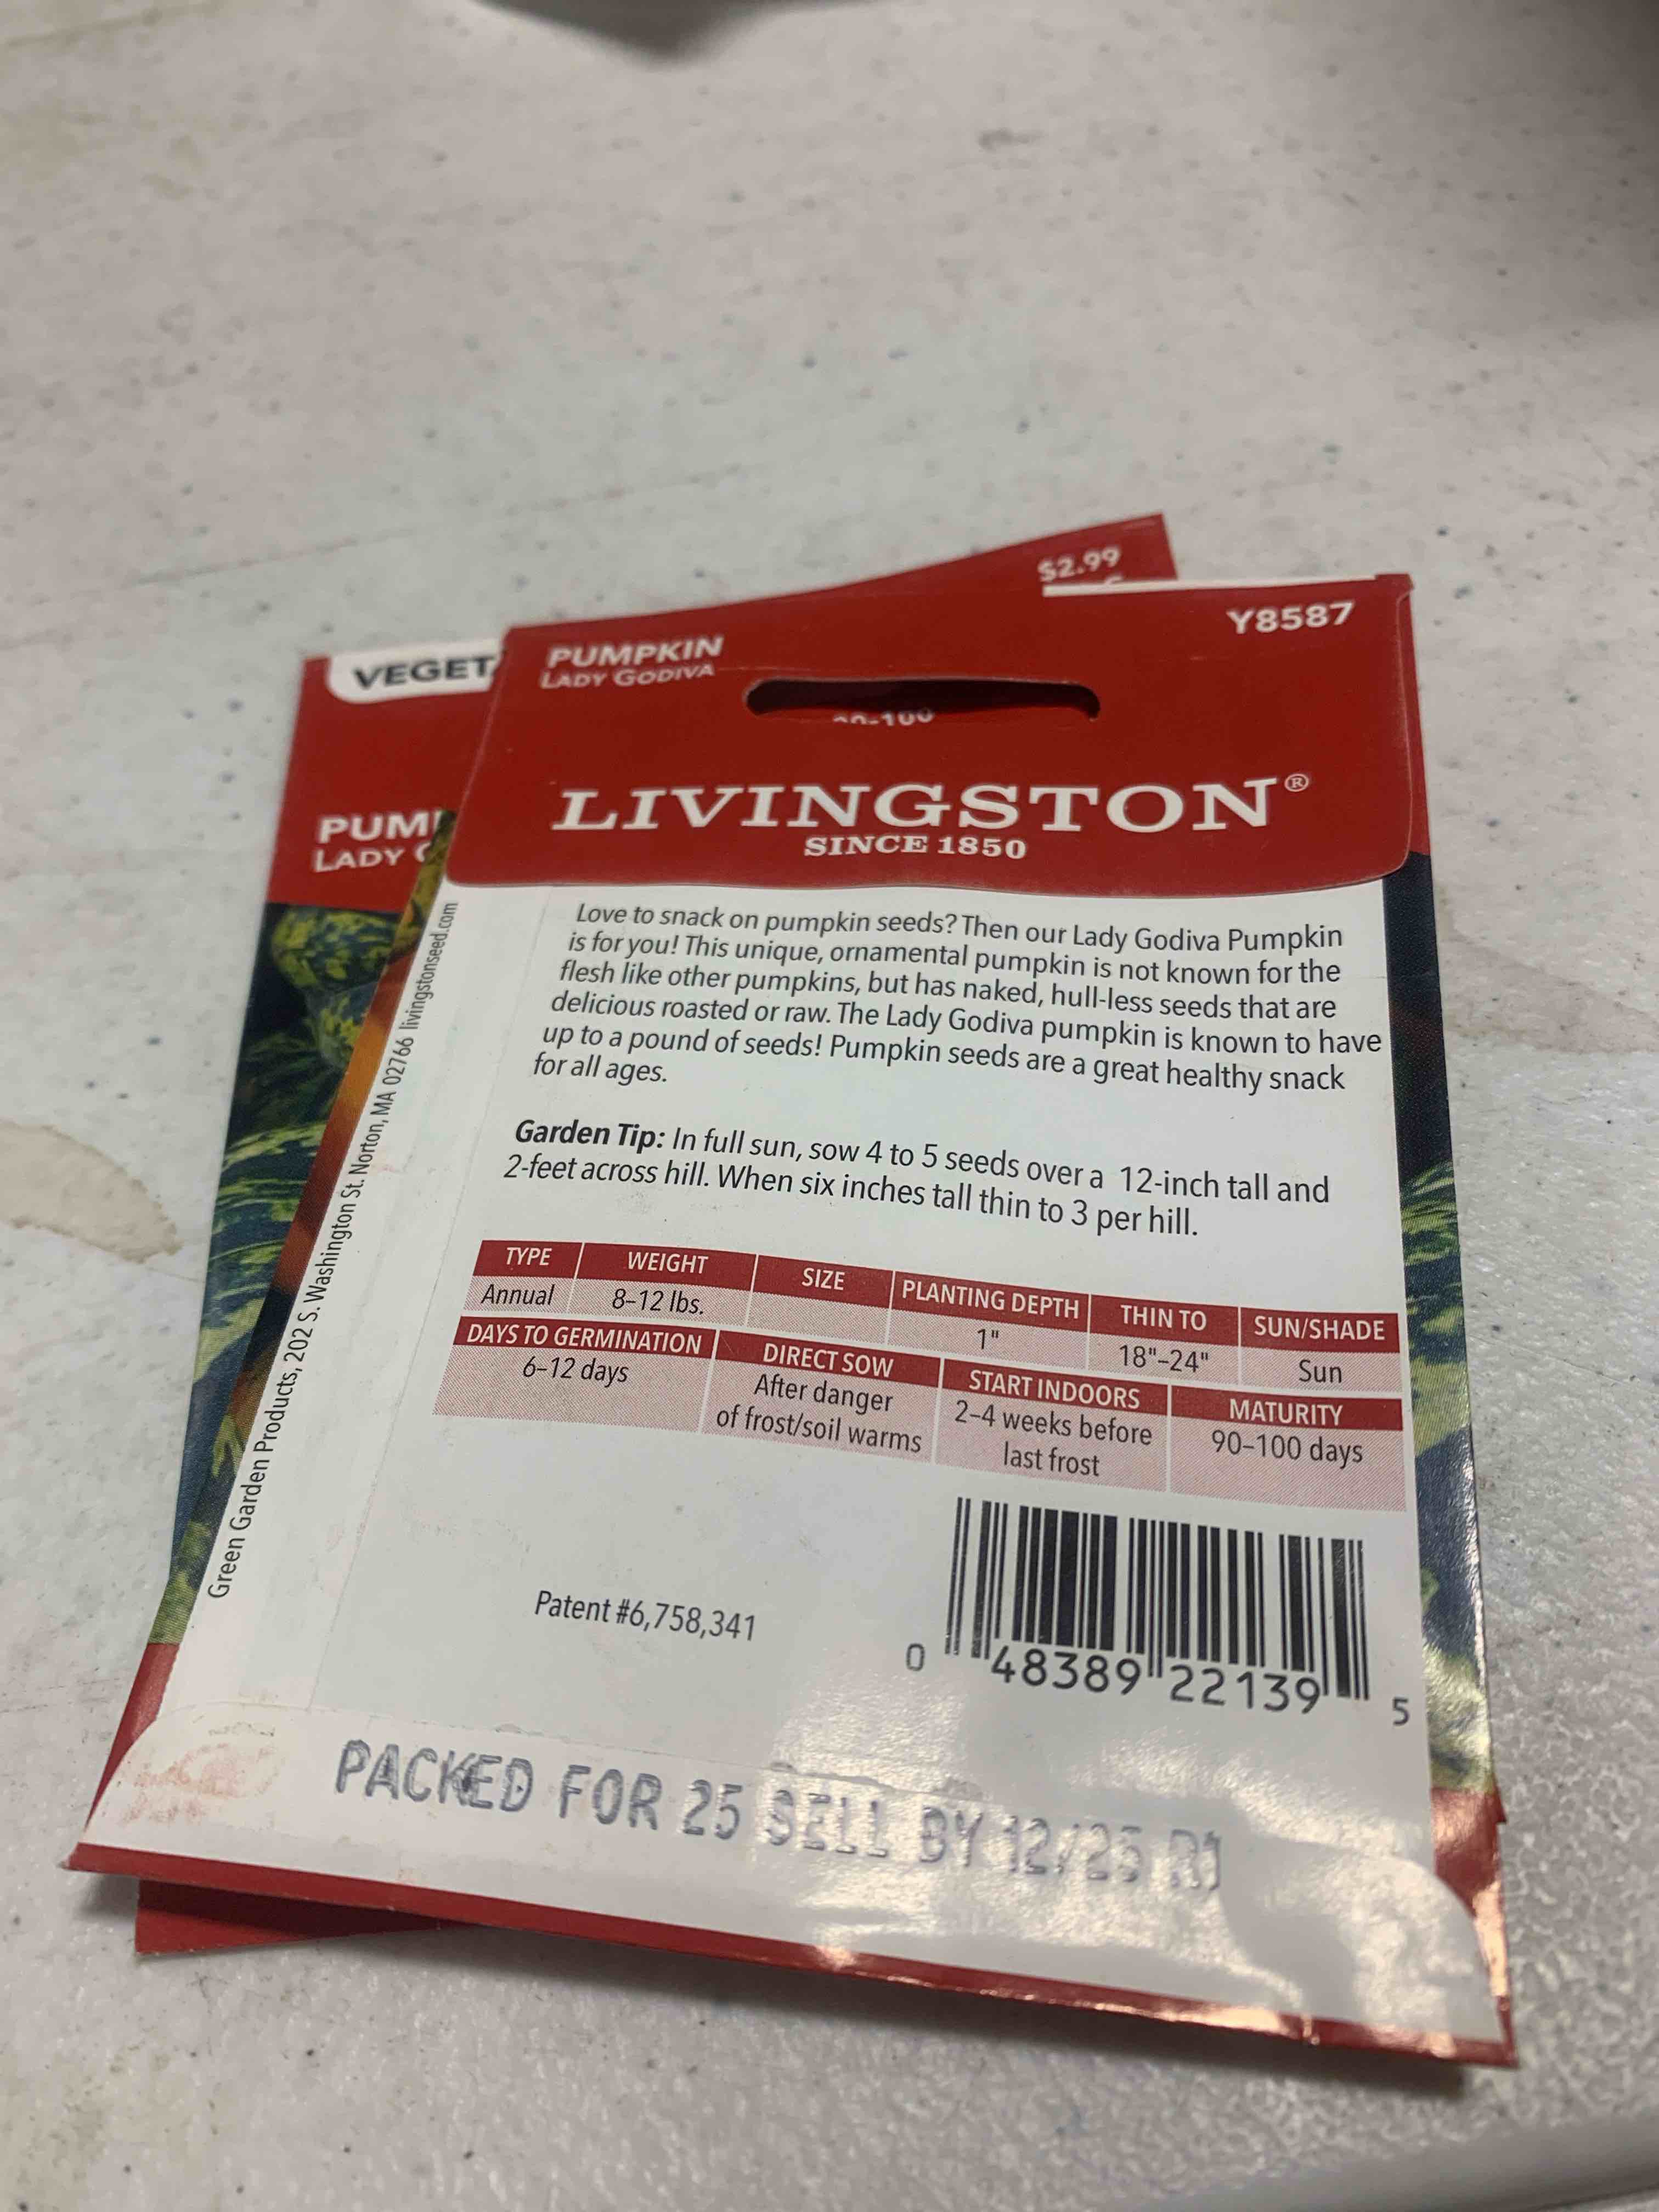 $2.99
VEGET
PUMPKIN
LADY GODIVA
Y8587
LIVINGSTON®
SINCE 1850
PUM
LADY
Love to snack on pumpkin seeds? Then our Lady Godiva Pumpkin
is for you! This unique, ornamental pumpkin is not known for the
flesh like other pumpkins, but has naked, hull-less seeds that are
delicious roasted or raw. The Lady Godiva pumpkin is known to have
up to a pound of seeds! Pumpkin seeds are a great healthy snack
for all ages.
Garden Tip: In full sun, sow 4 to 5 seeds over a 12-inch tall and
2-feet across hill. When six inches tall thin to 3 per hill.
TYPE WEIGHT SIZE PLANTING DEPTH THIN TO SUN/SHADE
Annual 8–12 lbs. 1" 18"–24" Sun
DAYS TO GERMINATION DIRECT SOW START INDOORS MATURITY
6–12 days After danger 2–4 weeks before 90–100 days
of frost/soil warms last frost
Green Garden Products, 202 S. Washington St. Norton, MA 02766 livingstonseed.com
Patent #6,758,341
0 48389 22139 5
PACKED FOR 25 SELL BY 12/25 R1